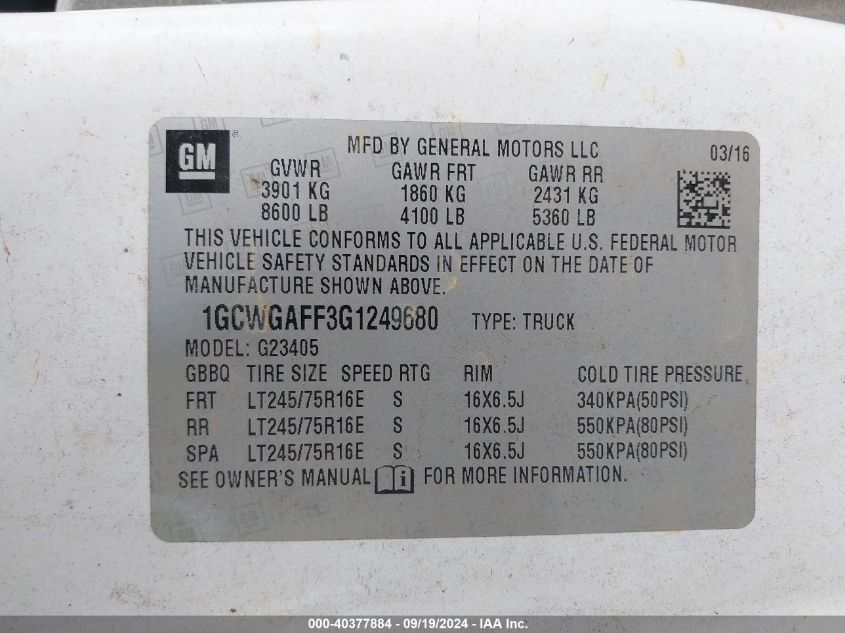 GM ®
MFD BY GENERAL MOTORS LLC
03/16
GVWR GAWR FRT GAWR RR
3901 KG 1860 KG 2431 KG
8600 LB 4100 LB 5360 LB
THIS VEHICLE CONFORMS TO ALL APPLICABLE U.S. FEDERAL MOTOR
VEHICLE SAFETY STANDARDS IN EFFECT ON THE DATE OF
MANUFACTURE SHOWN ABOVE.
1GCWGAFF3G1249680 TYPE: TRUCK
MODEL: G23405
GBBQ TIRE SIZE SPEED RTG RIM COLD TIRE PRESSURE
FRT LT245/75R16E S 16X6.5J 340KPA(50PSI)
RR LT245/75R16E S 16X6.5J 550KPA(80PSI)
SPA LT245/75R16E S 16X6.5J 550KPA(80PSI)
SEE OWNER'S MANUAL FOR MORE INFORMATION.
000-40377884 - 09/19/2024 - IAA Inc.